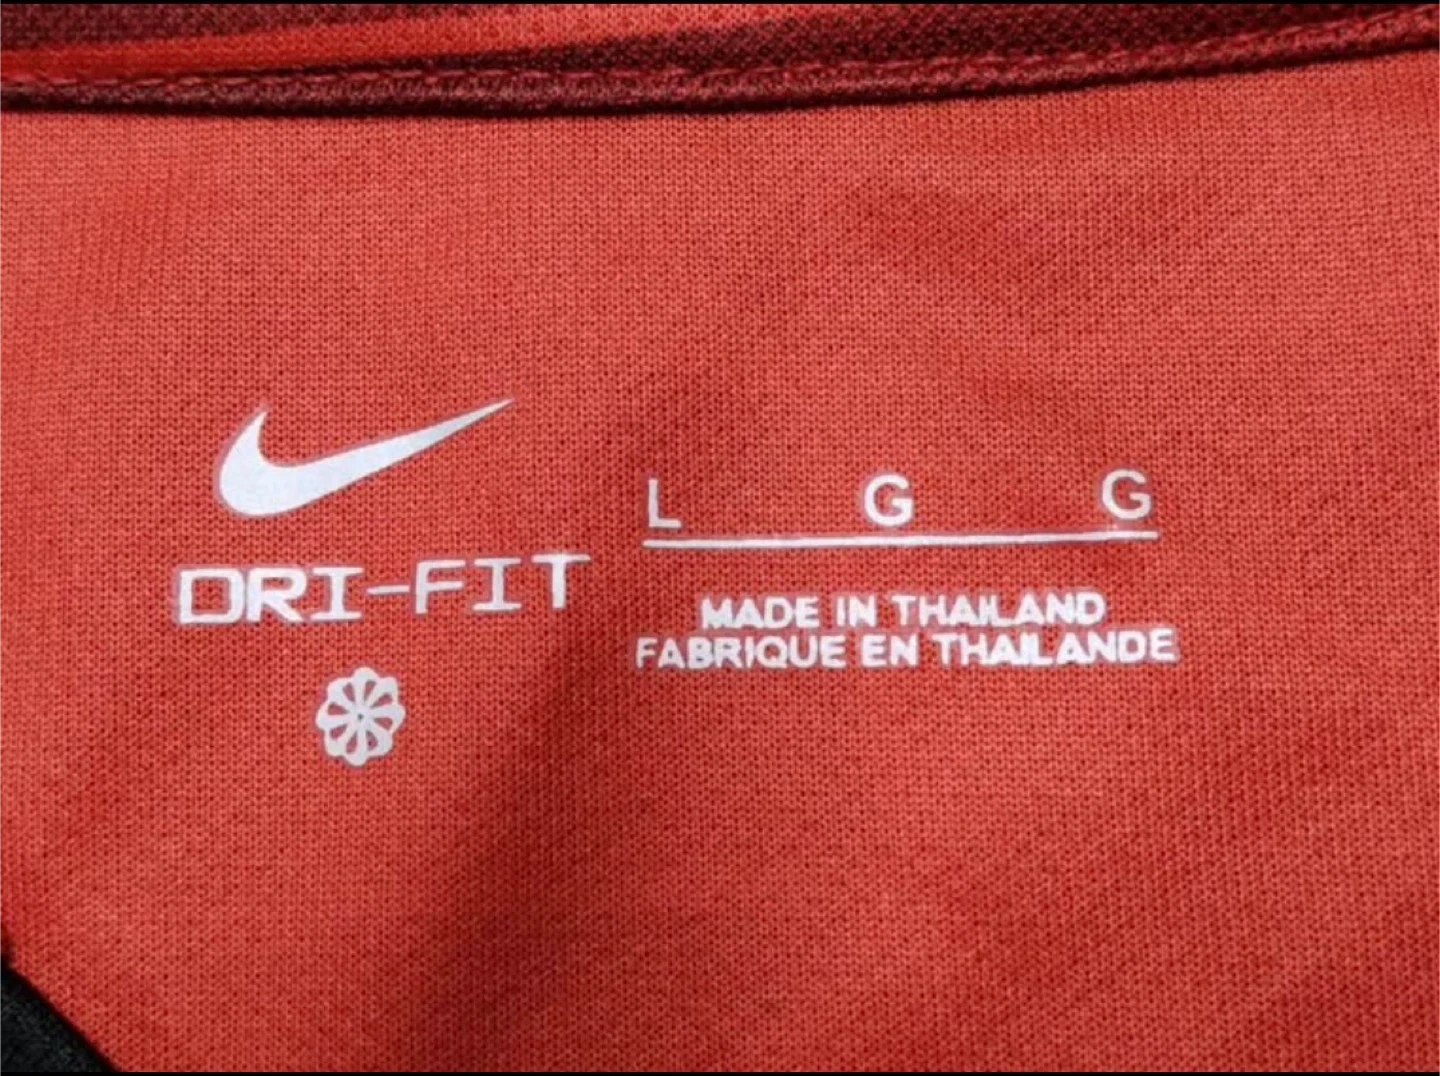 L G G
DRI-FIT
MADE IN THAILAND
FABRIQUE EN THAILANDE